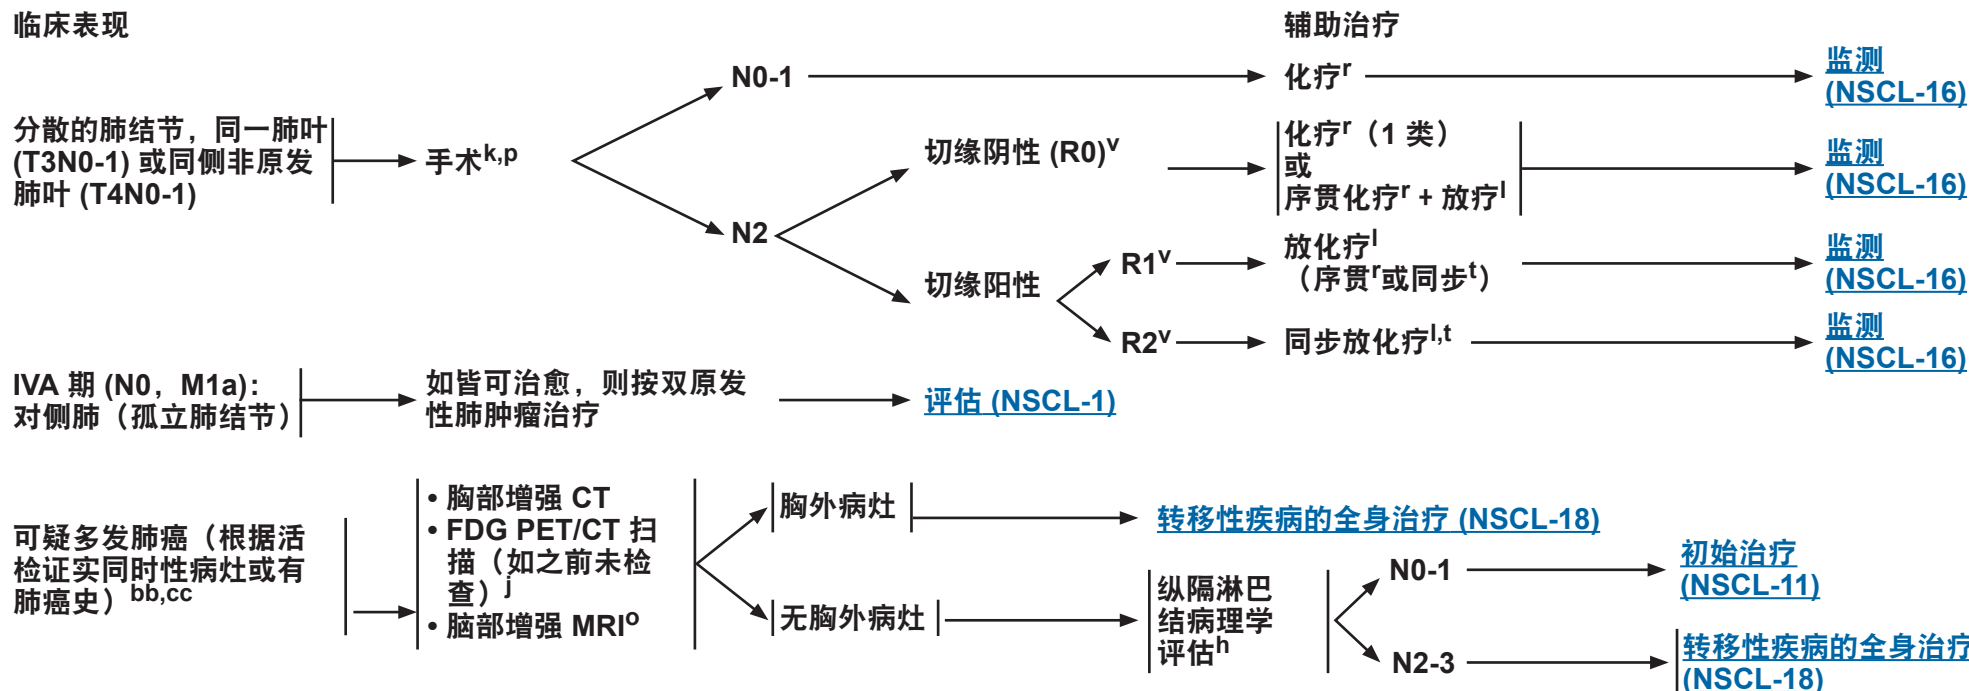 临床表现
辅助治疗
分散的肺结节，同一肺叶
(T3N0-1) 或同侧非原发
肺叶 (T4N0-1)
手术k,p
N0-1
化疗r
监测
(NSCL-16)
N2
切缘阴性 (R0)v
化疗r（1 类）
或
序贯化疗r + 放疗l
监测
(NSCL-16)
切缘阳性
R1v
放化疗l
（序贯r或同步t）
监测
(NSCL-16)
R2v
同步放化疗l,t
监测
(NSCL-16)
IVA 期 (N0，M1a)：
对侧肺（孤立肺结节）
如皆可治愈，则按双原发
性肺肿瘤治疗
评估 (NSCL-1)
可疑多发肺癌（根据活
检证实同时性病灶或有
肺癌史）bb,cc
• 胸部增强 CT
• FDG PET/CT 扫
描（如之前未检
查）j
• 脑部增强 MRIo
胸外病灶
转移性疾病的全身治疗 (NSCL-18)
无胸外病灶
纵隔淋巴
结病理学
评估h
N0-1
初始治疗
(NSCL-11)
N2-3
转移性疾病的全身治疗
(NSCL-18)